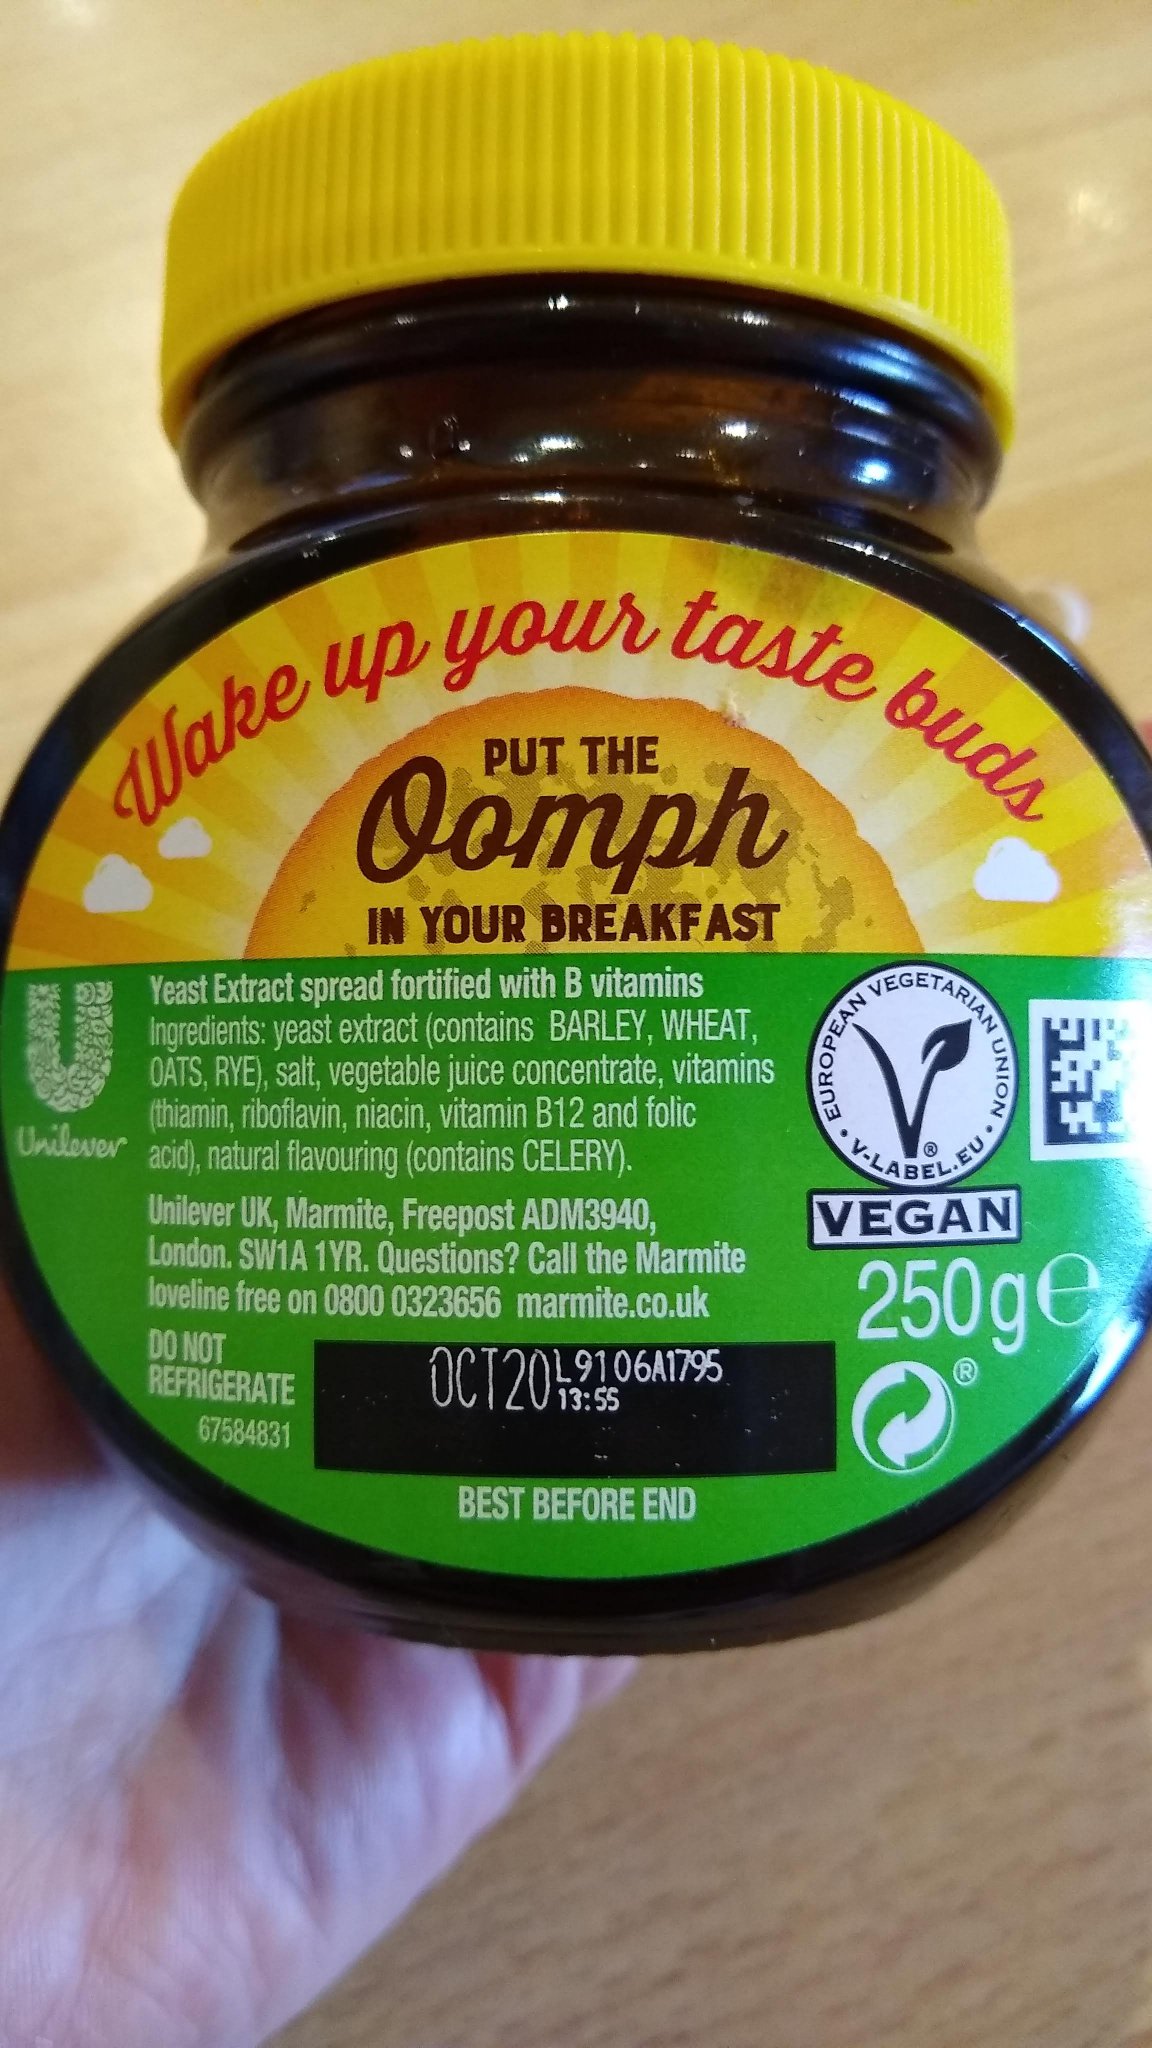 Wake up your taste buds
PUT THE
Oomph
IN YOUR BREAKFAST
Unilever
Yeast Extract spread fortified with B vitamins
Ingredients: yeast extract (contains BARLEY, WHEAT,
OATS, RYE), salt, vegetable juice concentrate, vitamins
(thiamin, riboflavin, niacin, vitamin B12 and folic
acid), natural flavouring (contains CELERY).
Unilever UK, Marmite, Freepost ADM3940,
London. SW1A 1YR. Questions? Call the Marmite
loveline free on 0800 0323656 marmite.co.uk
EUROPEAN VEGETARIAN UNION
• V-LABEL.EU •
®
VEGAN
250g e
DO NOT
REFRIGERATE
67584831
OCT20 L9106A1795
13:55
®
BEST BEFORE END